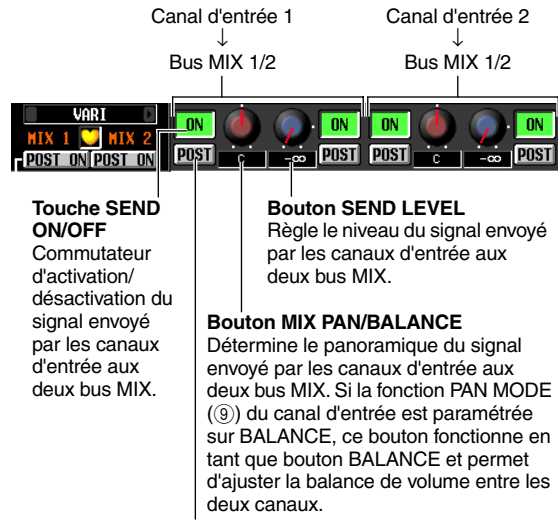 Canal d'entrée 1
↓
Bus MIX 1/2
Canal d'entrée 2
↓
Bus MIX 1/2
VARI
MIX 1 MIX 2
POST ON POST ON
ON
POST
C
-∞
ON
POST
ON
POST
C
-∞
ON
POST
Touche SEND
ON/OFF
Commutateur
d'activation/
désactivation du
signal envoyé
par les canaux
d'entrée aux
deux bus MIX.
Bouton SEND LEVEL
Règle le niveau du signal envoyé
par les canaux d'entrée aux
deux bus MIX.
Bouton MIX PAN/BALANCE
Détermine le panoramique du signal
envoyé par les canaux d'entrée aux
deux bus MIX. Si la fonction PAN MODE
(⑨) du canal d'entrée est paramétrée
sur BALANCE, ce bouton fonctionne en
tant que bouton BALANCE et permet
d'ajuster la balance de volume entre les
deux canaux.